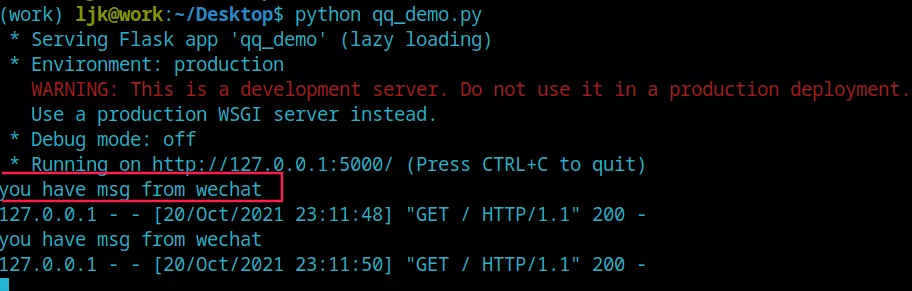 (work) ljk@work:~/Desktop$ python qq_demo.py
* Serving Flask app 'qq_demo' (lazy loading)
* Environment: production
WARNING: This is a development server. Do not use it in a production deployment.
Use a production WSGI server instead.
* Debug mode: off
* Running on http://127.0.0.1:5000/ (Press CTRL+C to quit)
you have msg from wechat
127.0.0.1 - - [20/Oct/2021 23:11:48] "GET / HTTP/1.1" 200 -
you have msg from wechat
127.0.0.1 - - [20/Oct/2021 23:11:50] "GET / HTTP/1.1" 200 -